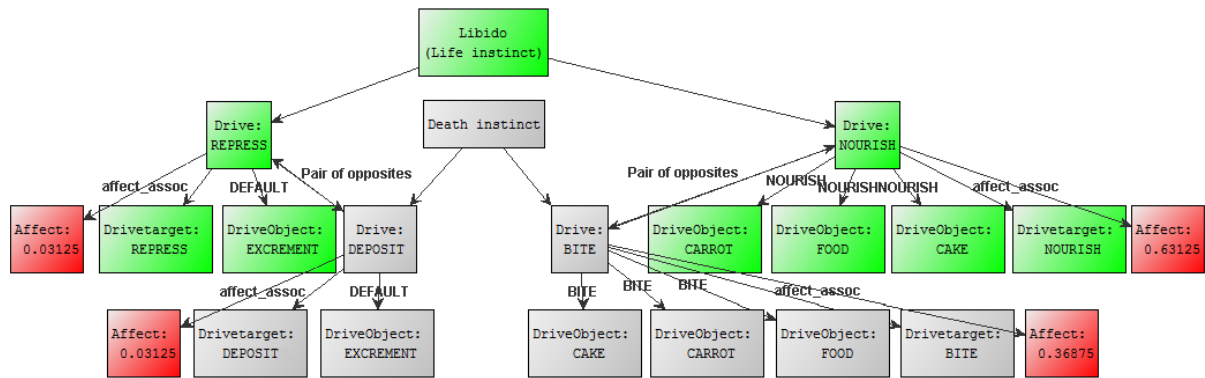 Libido
(Life instinct)
Drive:
REPRESS
Death instinct
Drive:
NOURISH
Pair of opposites
Pair of opposites
affect_assoc
DEFAULT
NOURISH
NOURISH
NOURISH
affect_assoc
Affect:
0.03125
Drivetarget:
REPRESS
DriveObject:
EXCREMENT
Drive:
DEPOSIT
Drive:
BITE
DriveObject:
CARROT
DriveObject:
FOOD
DriveObject:
CAKE
Drivetarget:
NOURISH
Affect:
0.63125
affect_assoc
DEFAULT
BITE
BITE
BITE
affect_assoc
Affect:
0.03125
Drivetarget:
DEPOSIT
DriveObject:
EXCREMENT
DriveObject:
CAKE
DriveObject:
CARROT
DriveObject:
FOOD
Drivetarget:
BITE
Affect:
0.36875